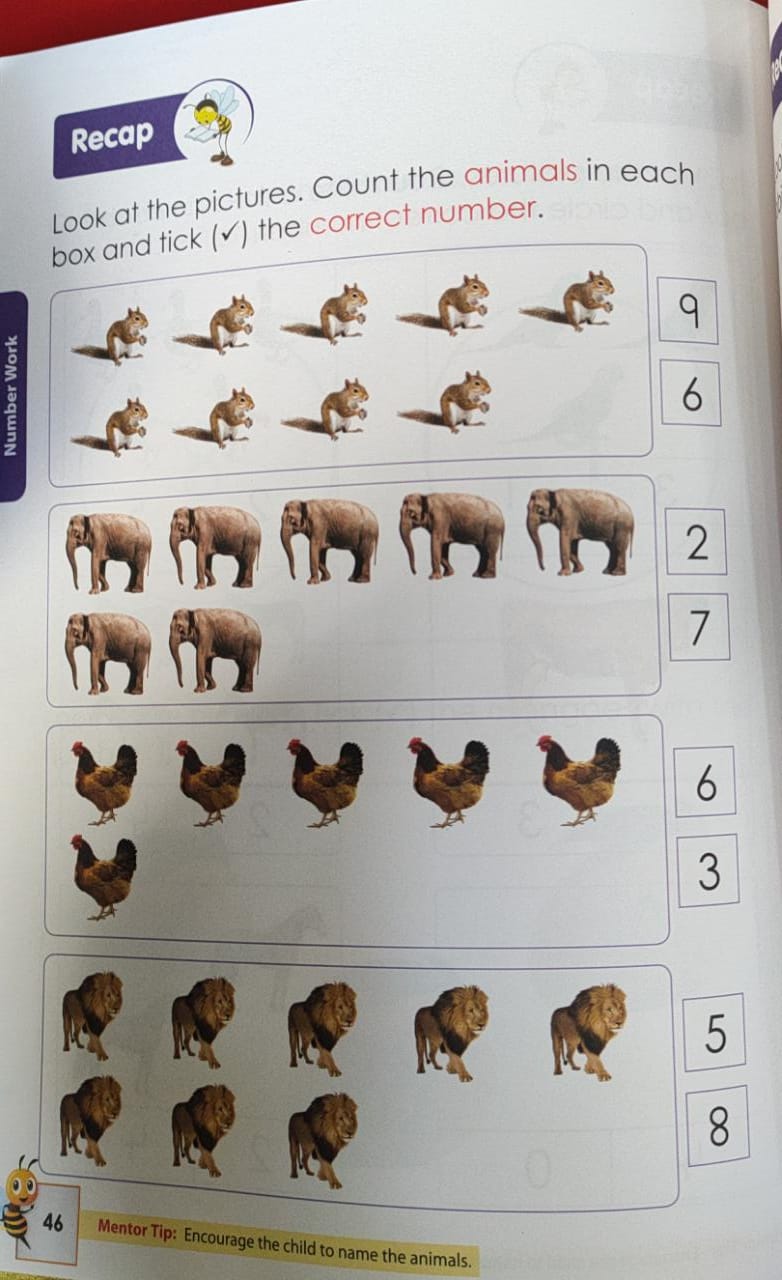 Recap
Look at the pictures. Count the animals in each
box and tick (✓) the correct number.
Number Work
9
6
2
7
6
3
5
8
46
Mentor Tip: Encourage the child to name the animals.